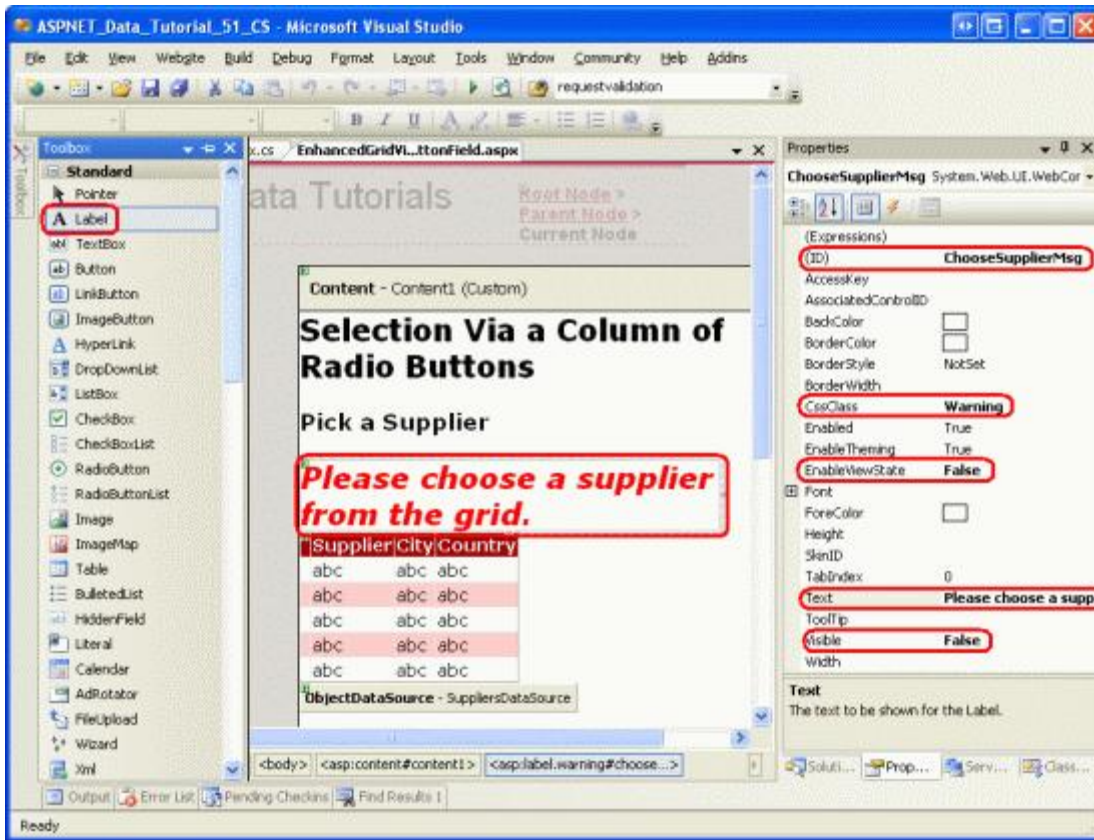 ASPNET_Data_Tutorial_51_CS - Microsoft Visual Studio
File Edit View Website Build Debug Format Layout Tools Window Community Help Addins
requestvalidation
B I U A
Toolbox
Toolbox
Standard
Pointer
A Label
TextBox
Button
LinkButton
ImageButton
HyperLink
DropDownList
ListBox
CheckBox
CheckBoxList
RadioButton
RadioButtonList
Image
ImageMap
Table
BulletedList
HiddenField
Literal
Calendar
AdRotator
FileUpload
Wizard
Xml
x.cs EnhancedGridVi...ttonField.aspx
ata Tutorials
Root Node >
Parent Node >
Current Node
Content - Content1 (Custom)
Selection Via a Column of
Radio Buttons
Pick a Supplier
Please choose a supplier
from the grid.
Supplier City Country
abc abc abc
abc abc abc
abc abc abc
abc abc abc
abc abc abc
ObjectDataSource - SuppliersDataSource
<body> <asp:content#content1> <asp:label.warning#choose...>
Properties
ChooseSupplierMsg System.Web.UI.WebCor
(Expressions)
(ID) ChooseSupplierMsg
AccessKey
AssociatedControlID
BackColor
BorderColor
BorderStyle NotSet
BorderWidth
CssClass Warning
Enabled True
EnableTheming True
EnableViewState False
Font
ForeColor
Height
SkinID
TabIndex 0
Text Please choose a supp
ToolTip
Visible False
Width
Text
The text to be shown for the Label.
Soluti... Prop... Serv... Class...
Output Error List Pending Checkins Find Results 1
Ready